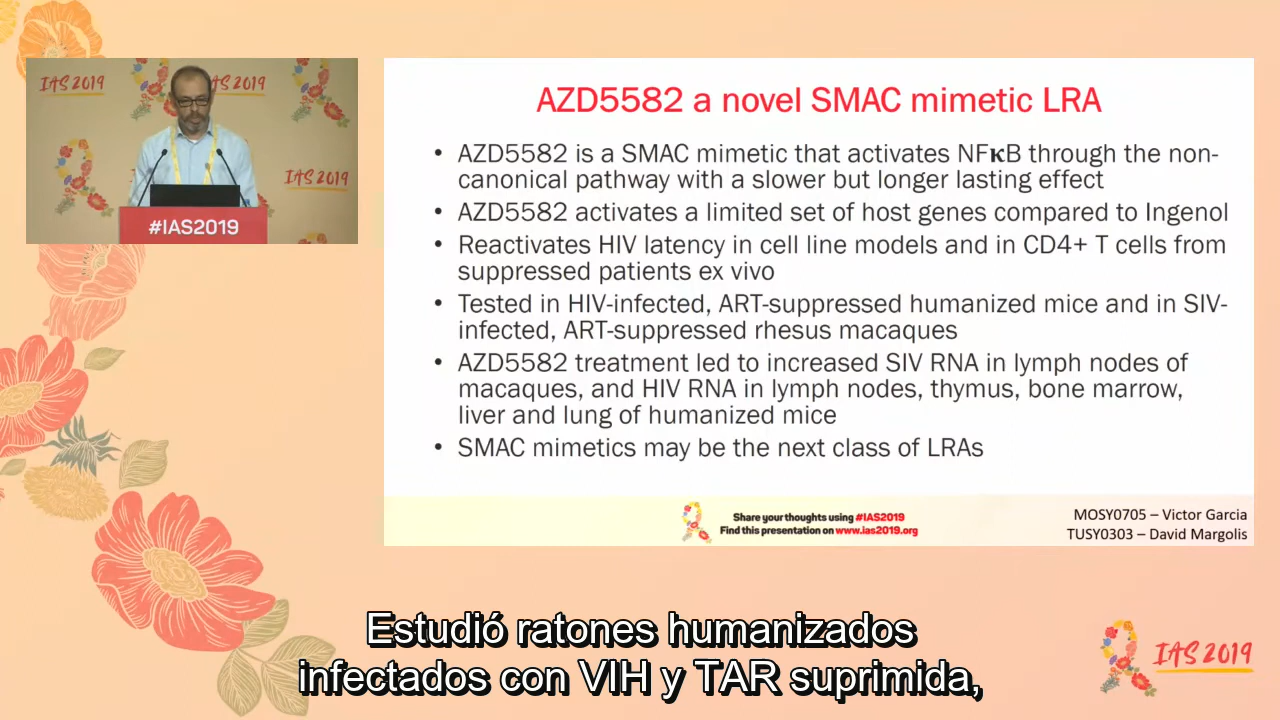 IAS 2019
IAS 2019
IAS 2019
#IAS2019
AZD5582 a novel SMAC mimetic LRA
• AZD5582 is a SMAC mimetic that activates NFκB through the non-
canonical pathway with a slower but longer lasting effect
• AZD5582 activates a limited set of host genes compared to Ingenol
• Reactivates HIV latency in cell line models and in CD4+ T cells from
suppressed patients ex vivo
• Tested in HIV-infected, ART-suppressed humanized mice and in SIV-
infected, ART-suppressed rhesus macaques
• AZD5582 treatment led to increased SIV RNA in lymph nodes of
macaques, and HIV RNA in lymph nodes, thymus, bone marrow,
liver and lung of humanized mice
• SMAC mimetics may be the next class of LRAs
Share your thoughts using #IAS2019
Find this presentation on www.ias2019.org
MOSY0705 – Victor Garcia
TUSY0303 – David Margolis
Estudió ratones humanizados
infectados con VIH y TAR suprimida,
IAS 2019